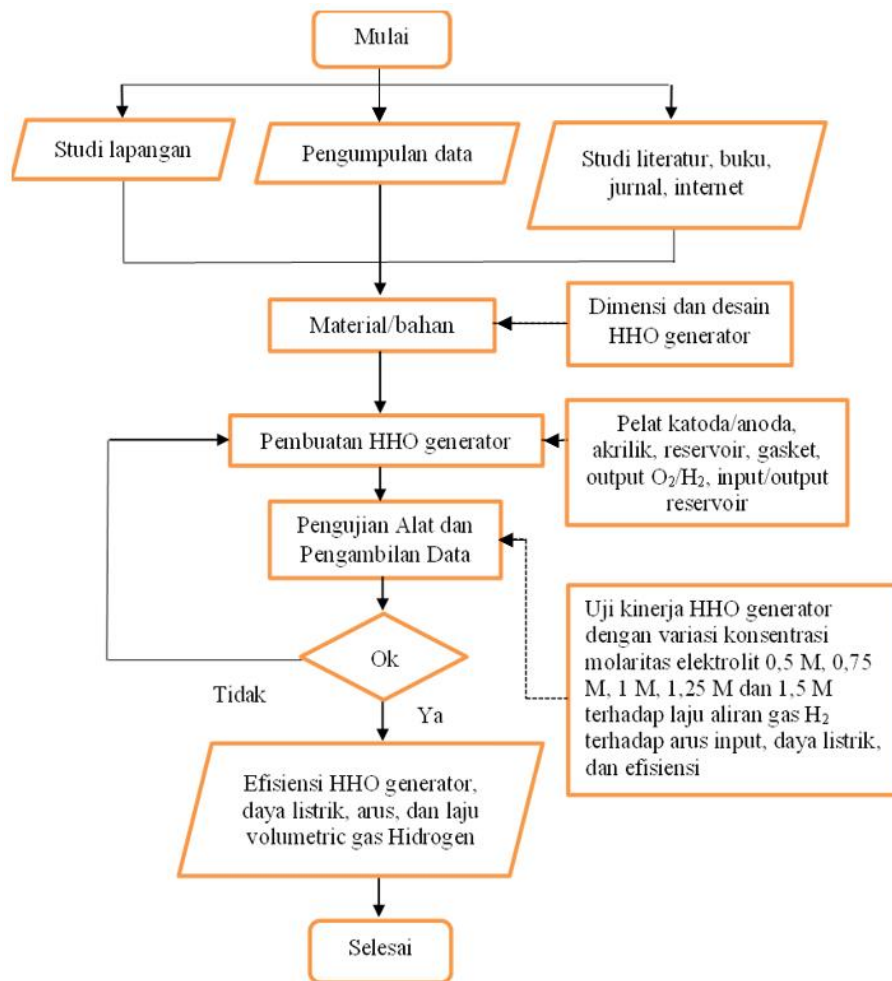 Mulai
Studi lapangan
Pengumpulan data
Studi literatur, buku,
jurnal, internet
Material/bahan
Dimensi dan desain
HHO generator
Pembuatan HHO generator
Pelat katoda/anoda,
akrilik, reservoir, gasket,
output O₂/H₂, input/output
reservoir
Pengujian Alat dan
Pengambilan Data
Uji kinerja HHO generator
dengan variasi konsentrasi
molaritas elektrolit 0,5 M, 0,75
M, 1 M, 1,25 M dan 1,5 M
terhadap laju aliran gas H₂
terhadap arus input, daya listrik,
dan efisiensi
Ok
Tidak
Ya
Efisiensi HHO generator,
daya listrik, arus, dan laju
volumetric gas Hidrogen
Selesai